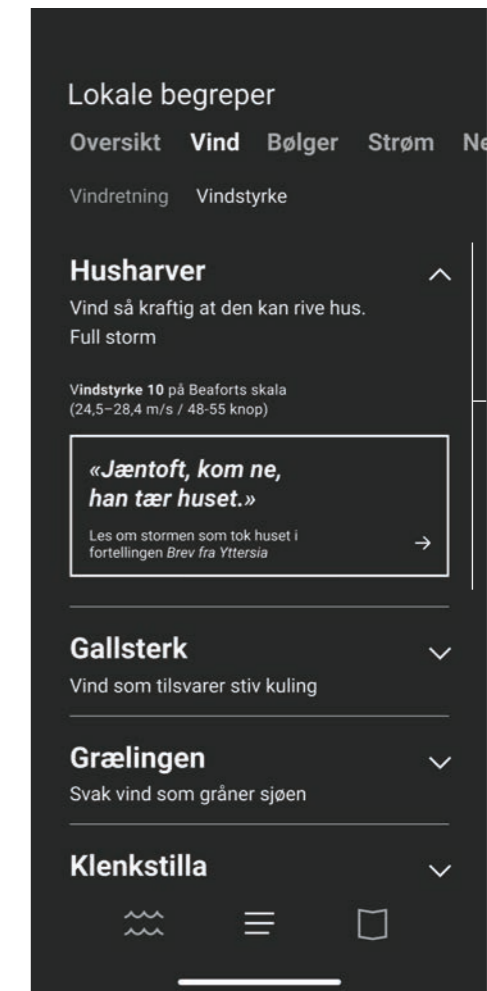 Lokale begreper
Oversikt Vind Bølger Strøm Ne
Vindretning Vindstyrke
Husharver
Vind så kraftig at den kan rive hus.
Full storm
Vindstyrke 10 på Beaforts skala
(24,5–28,4 m/s / 48-55 knop)
«Jæntoft, kom ne,
han tær huset.»
Les om stormen som tok huset i
fortellingen Brev fra Yttersia
Gallsterk
Vind som tilsvarer stiv kuling
Grælingen
Svak vind som gråner sjøen
Klenkstilla